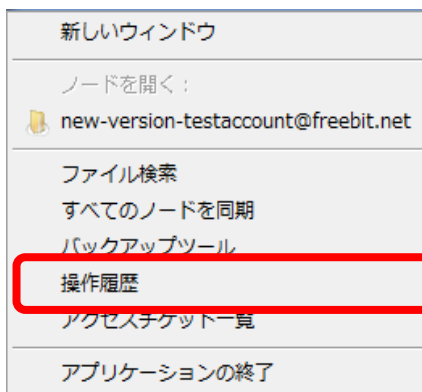 新しいウィンドウ
ノードを開く：
new-version-testaccount@freebit.net
ファイル検索
すべてのノードを同期
バックアップツール
操作履歴
アクセスチケット一覧
アプリケーションの終了